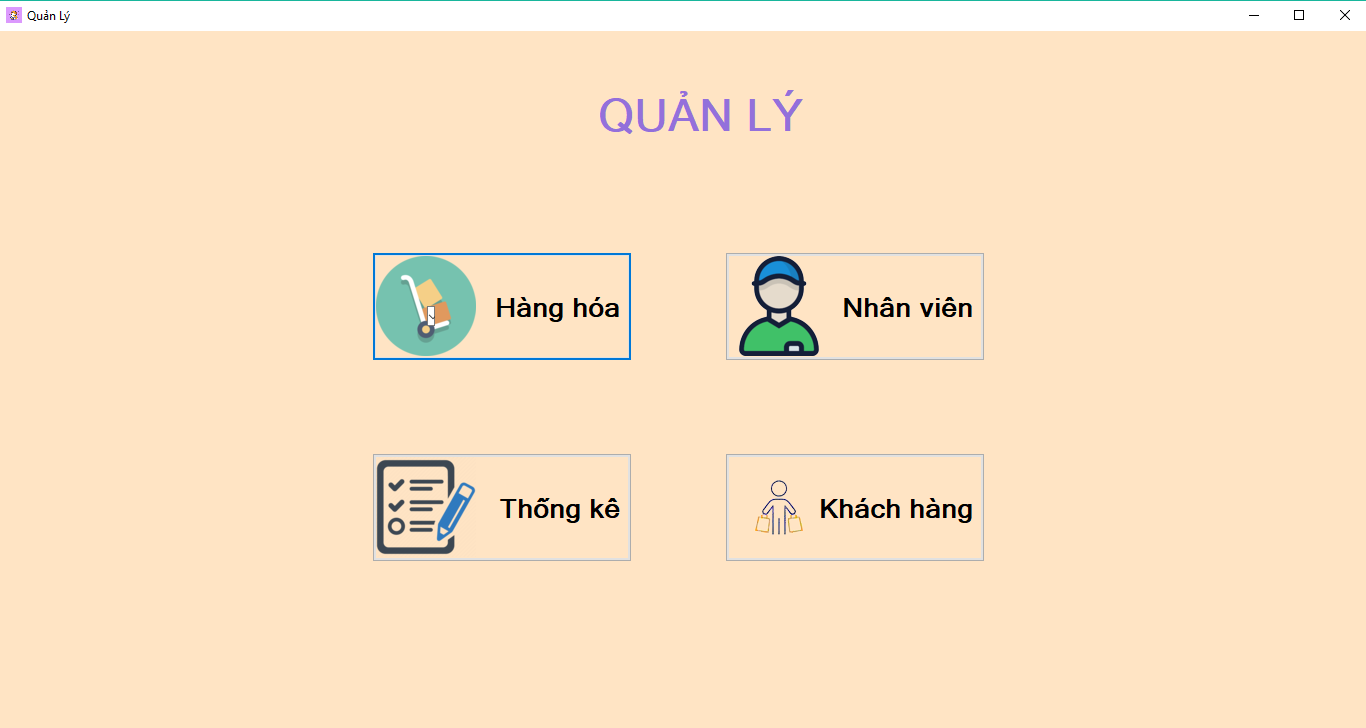 Quản Lý
QUẢN LÝ
Hàng hóa
Nhân viên
Thống kê
Khách hàng